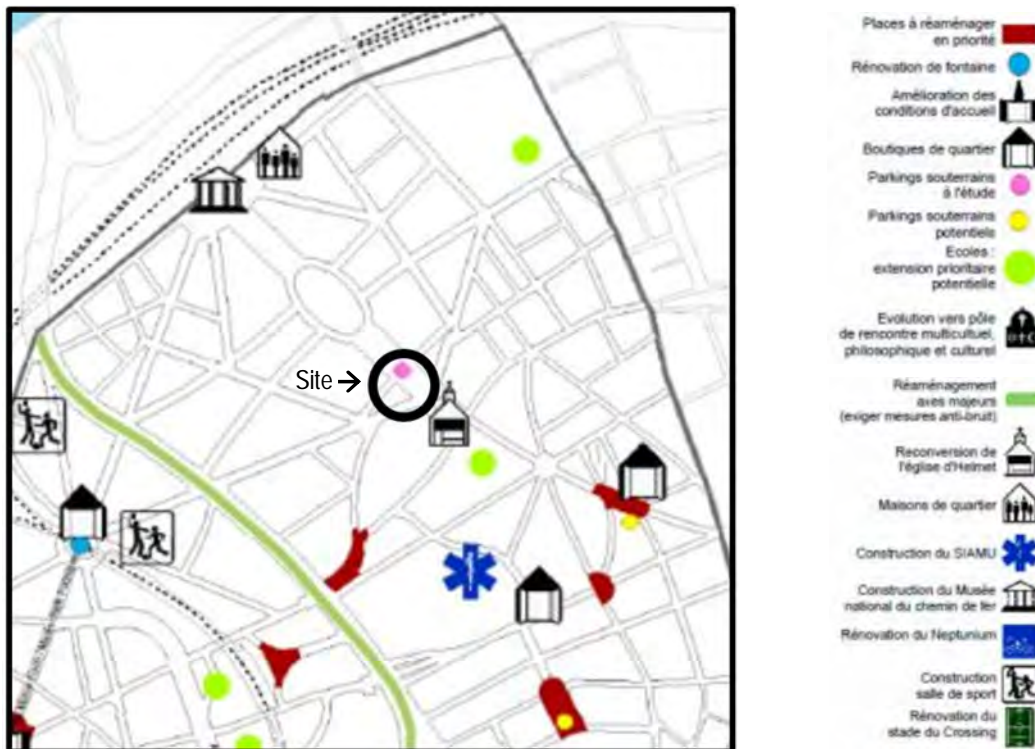 Site →
Places à réaménager
en priorité
Rénovation de fontaine
Amélioration des
conditions d'accueil
Boutiques de quartier
Parkings souterrains
à l'étude
Parkings souterrains
potentiels
Ecoles :
extension prioritaire
potentielle
Evolution vers pôle
de rencontre multicultuel,
philosophique et culturel
Réaménagement
axes majeurs
(exiger mesures anti-bruit)
Reconversion de
l'église d'Helmet
Maisons de quartier
Construction du SIAMU
Construction du Musée
national du chemin de fer
Rénovation du Neptunium
Construction
salle de sport
Rénovation du
stade du Crossing